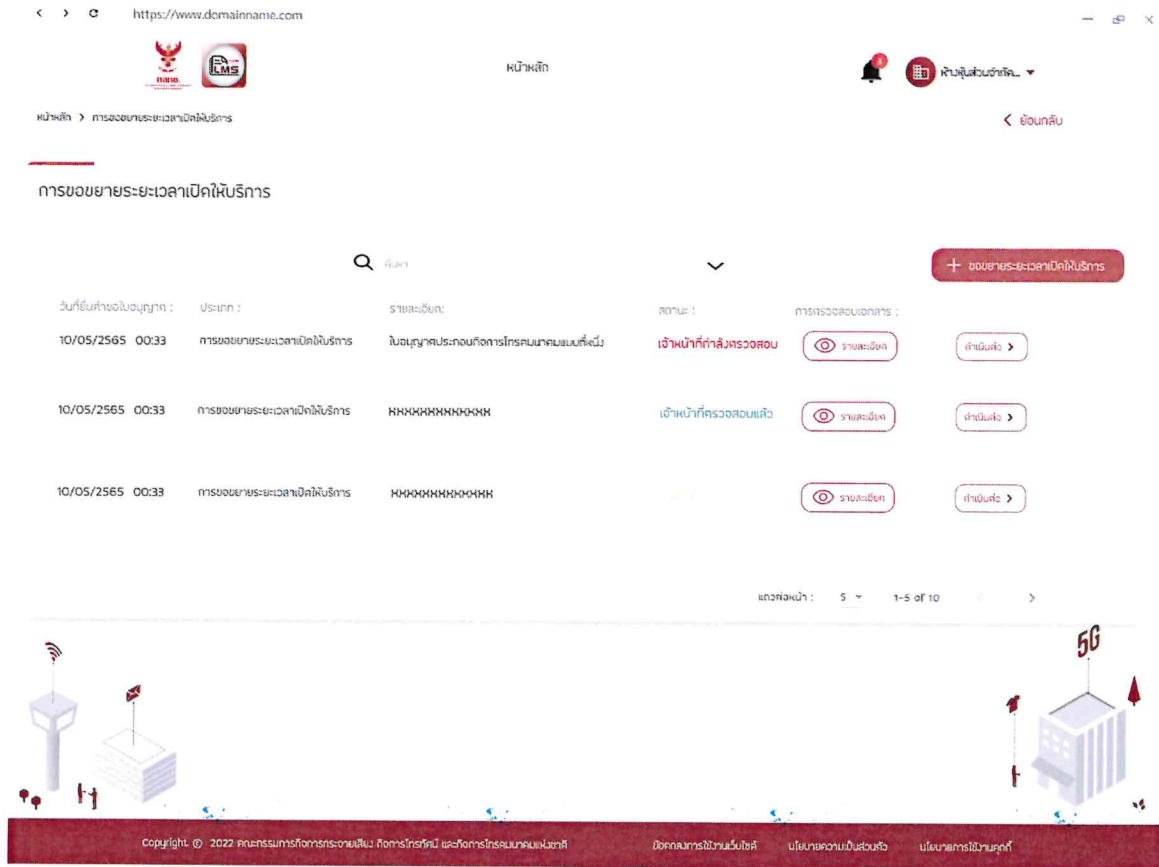 https://www.domainname.com
กสทช.
LMS
หน้าหลัก
3
ห้างหุ้นส่วนจำกัด...
หน้าหลัก > การขอขยายระยะเวลาเปิดให้บริการ
< ย้อนกลับ
การขอขยายระยะเวลาเปิดให้บริการ
ค้นหา
+ ขอขยายระยะเวลาเปิดให้บริการ
วันที่ยื่นคำขอใบอนุญาต : ประเภท : รายละเอียด: สถานะ : การตรวจสอบเอกสาร :
10/05/2565 00:33 การขอขยายระยะเวลาเปิดให้บริการ ใบอนุญาตประกอบกิจการโทรคมนาคมแบบที่หนึ่ง เจ้าหน้าที่กำลังตรวจสอบ รายละเอียด ดำเนินต่อ >
10/05/2565 00:33 การขอขยายระยะเวลาเปิดให้บริการ XXXXXXXXXXXXX เจ้าหน้าที่ตรวจสอบแล้ว รายละเอียด ดำเนินต่อ >
10/05/2565 00:33 การขอขยายระยะเวลาเปิดให้บริการ XXXXXXXXXXXXX รายละเอียด ดำเนินต่อ >
แถวต่อหน้า : 5 1-5 of 10 < >
5G
Copyright © 2022 คณะกรรมการกิจการกระจายเสียง กิจการโทรทัศน์ และกิจการโทรคมนาคมแห่งชาติ ข้อตกลงการใช้งานเว็บไซต์ นโยบายความเป็นส่วนตัว นโยบายการใช้งานคุกกี้